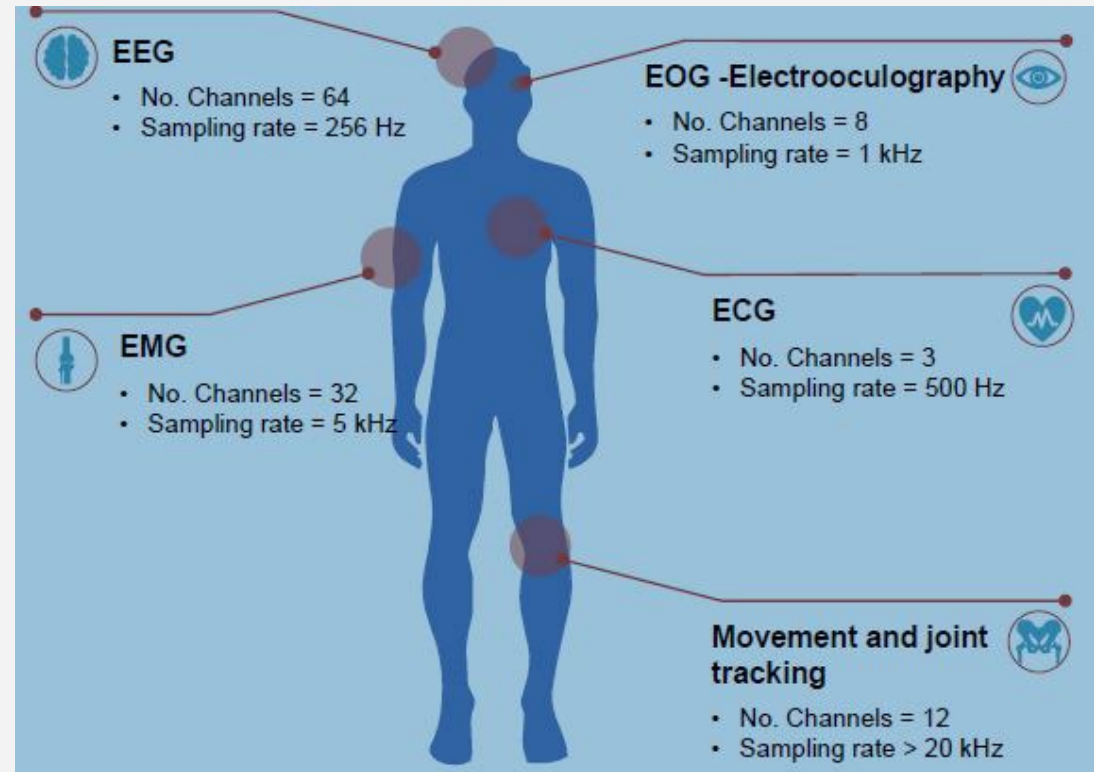 EEG
• No. Channels = 64
• Sampling rate = 256 Hz
EOG -Electrooculography
• No. Channels = 8
• Sampling rate = 1 kHz
EMG
• No. Channels = 32
• Sampling rate = 5 kHz
ECG
• No. Channels = 3
• Sampling rate = 500 Hz
Movement and joint
tracking
• No. Channels = 12
• Sampling rate > 20 kHz